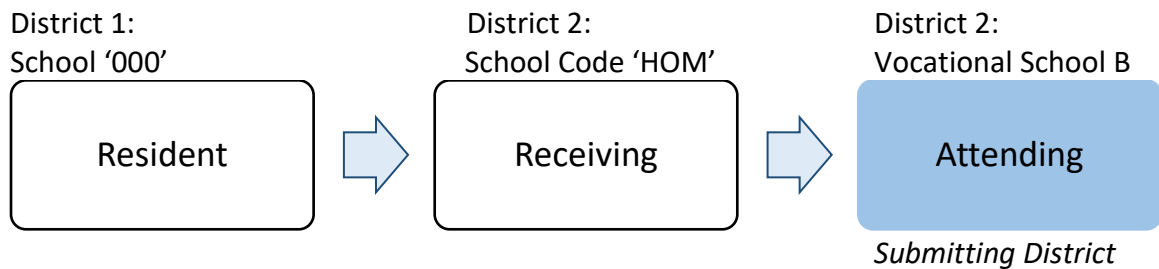 District 1:
School ‘000’
Resident
District 2:
School Code ‘HOM’
Receiving
District 2:
Vocational School B
Attending
Submitting District